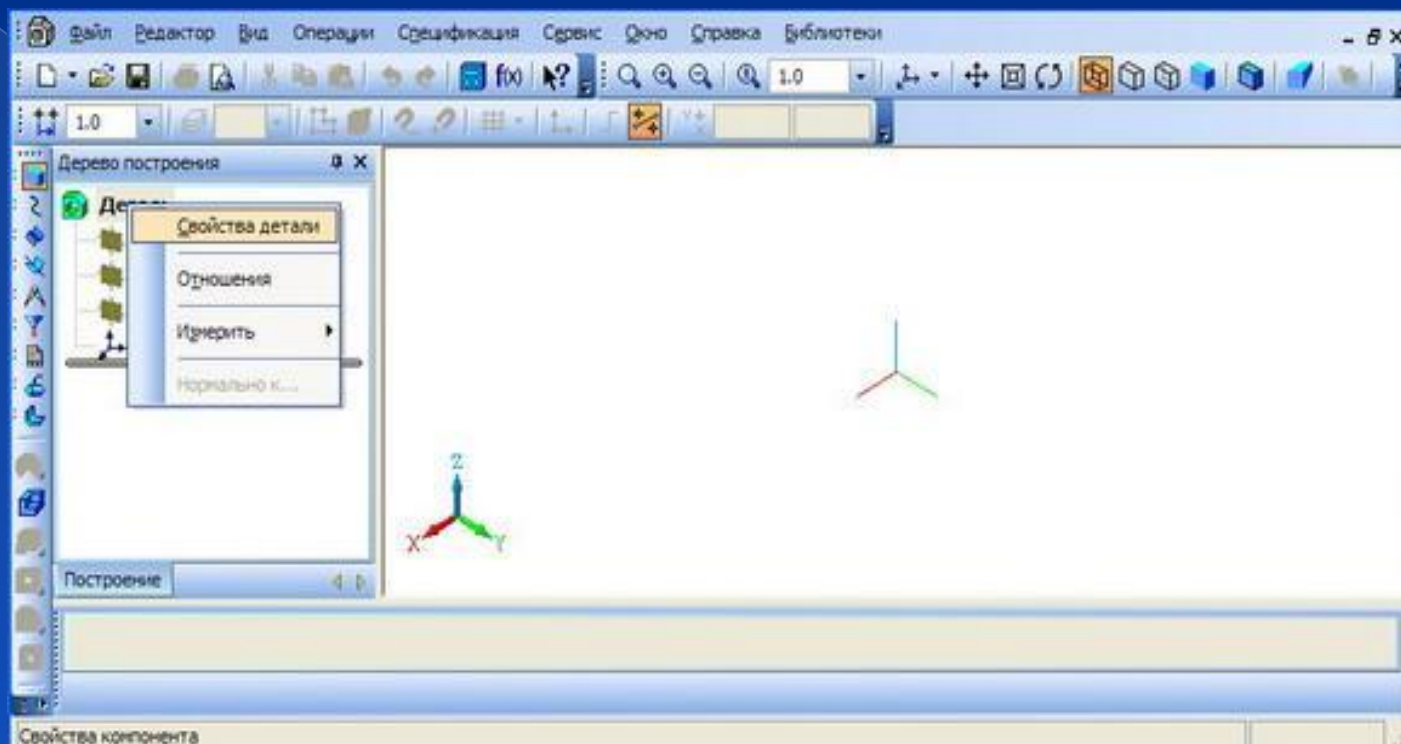 Файл Редактор Вид Операции Спецификация Сервис Окно Справка Библиотеки
f(x) 1.0
1.0
Дерево построения
Свойства детали
Отношения
Измерить
Нормально к...
Z
X Y
Построение
Свойства компонента